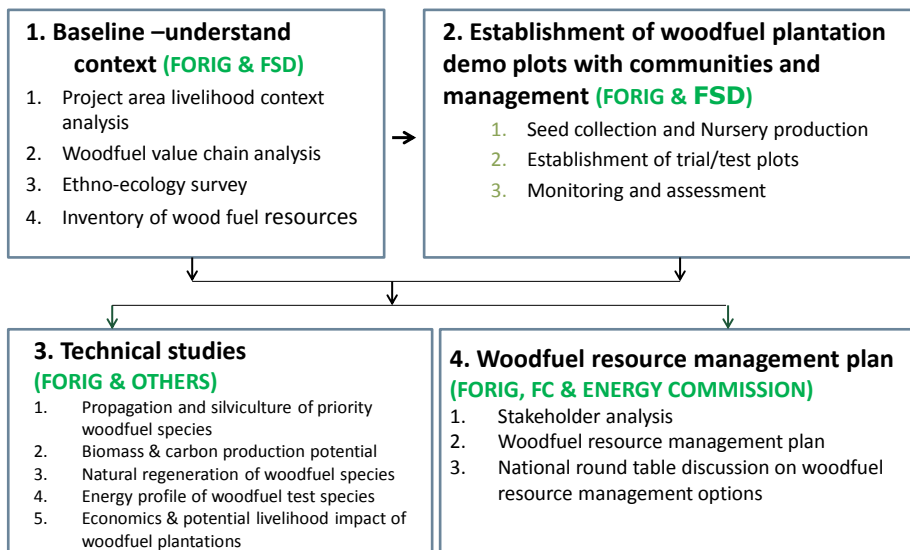 1. Baseline –understand
context (FORIG & FSD)
1. Project area livelihood context
analysis
2. Woodfuel value chain analysis
3. Ethno-ecology survey
4. Inventory of wood fuel resources
2. Establishment of woodfuel plantation
demo plots with communities and
management (FORIG & FSD)
1. Seed collection and Nursery production
2. Establishment of trial/test plots
3. Monitoring and assessment
3. Technical studies
(FORIG & OTHERS)
1. Propagation and silviculture of priority
woodfuel species
2. Biomass & carbon production potential
3. Natural regeneration of woodfuel species
4. Energy profile of woodfuel test species
5. Economics & potential livelihood impact of
woodfuel plantations
4. Woodfuel resource management plan
(FORIG, FC & ENERGY COMMISSION)
1. Stakeholder analysis
2. Woodfuel resource management plan
3. National round table discussion on woodfuel
resource management options